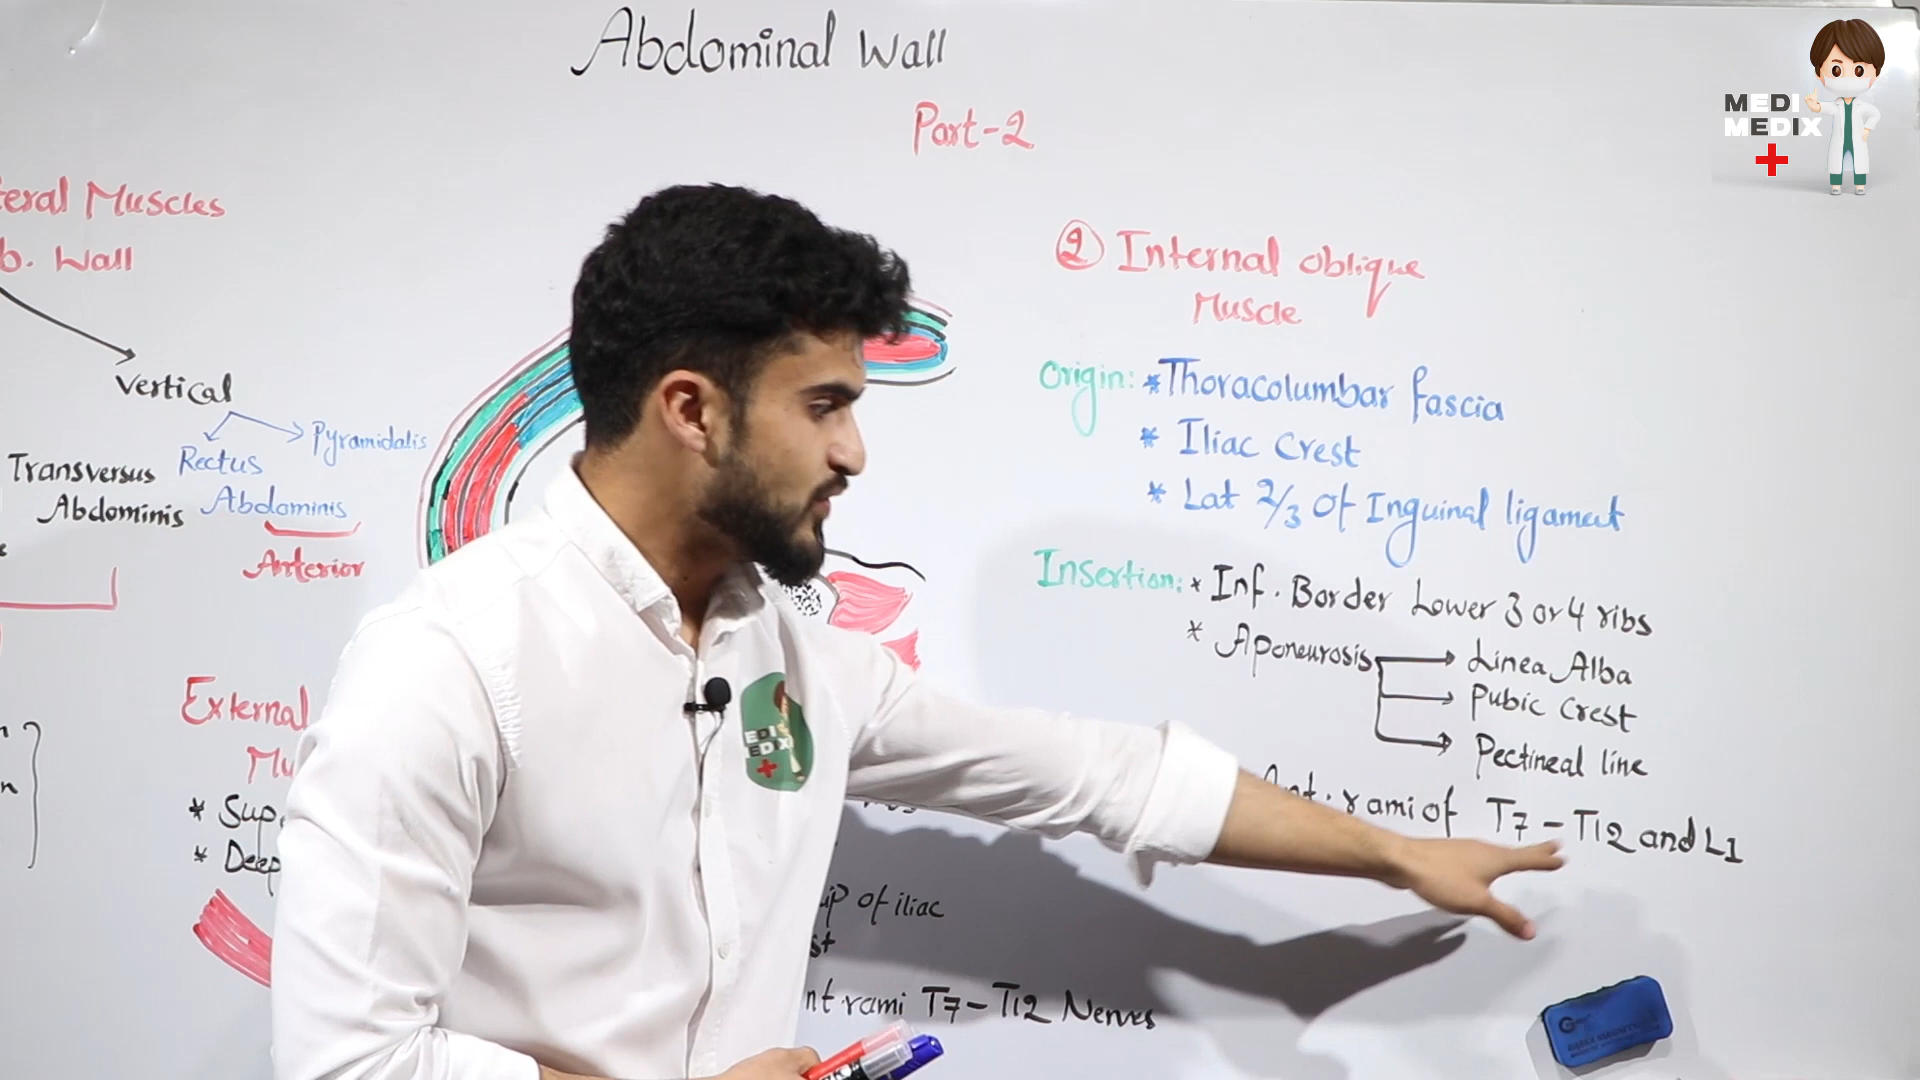 Abdominal Wall
Part-2
MEDI
MEDIX
Muscles
Wall
Vertical
Pyramidalis
Rectus
Abdominis
Transversus
Abdominis
Anterior
External
* Sup.
* Deep
MEDIX
② Internal oblique
Muscle
Origin: *Thoracolumbar fascia
* Iliac Crest
* Lat 2/3 of Inguinal ligament
Insertion: * Inf. Border Lower 3 or 4 ribs
* Aponeurosis
Linea Alba
Pubic Crest
Pectineal line
rami of T7-T12 and L1
of iliac
rami T7-T12 Nerves